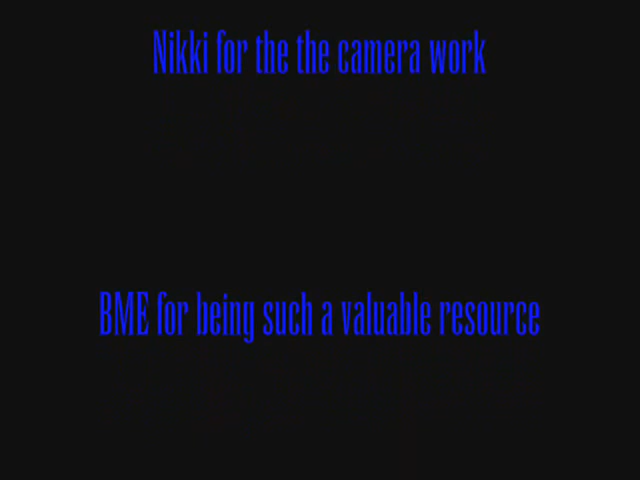 Nikki for the the camera work
BME for being such a valuable resource